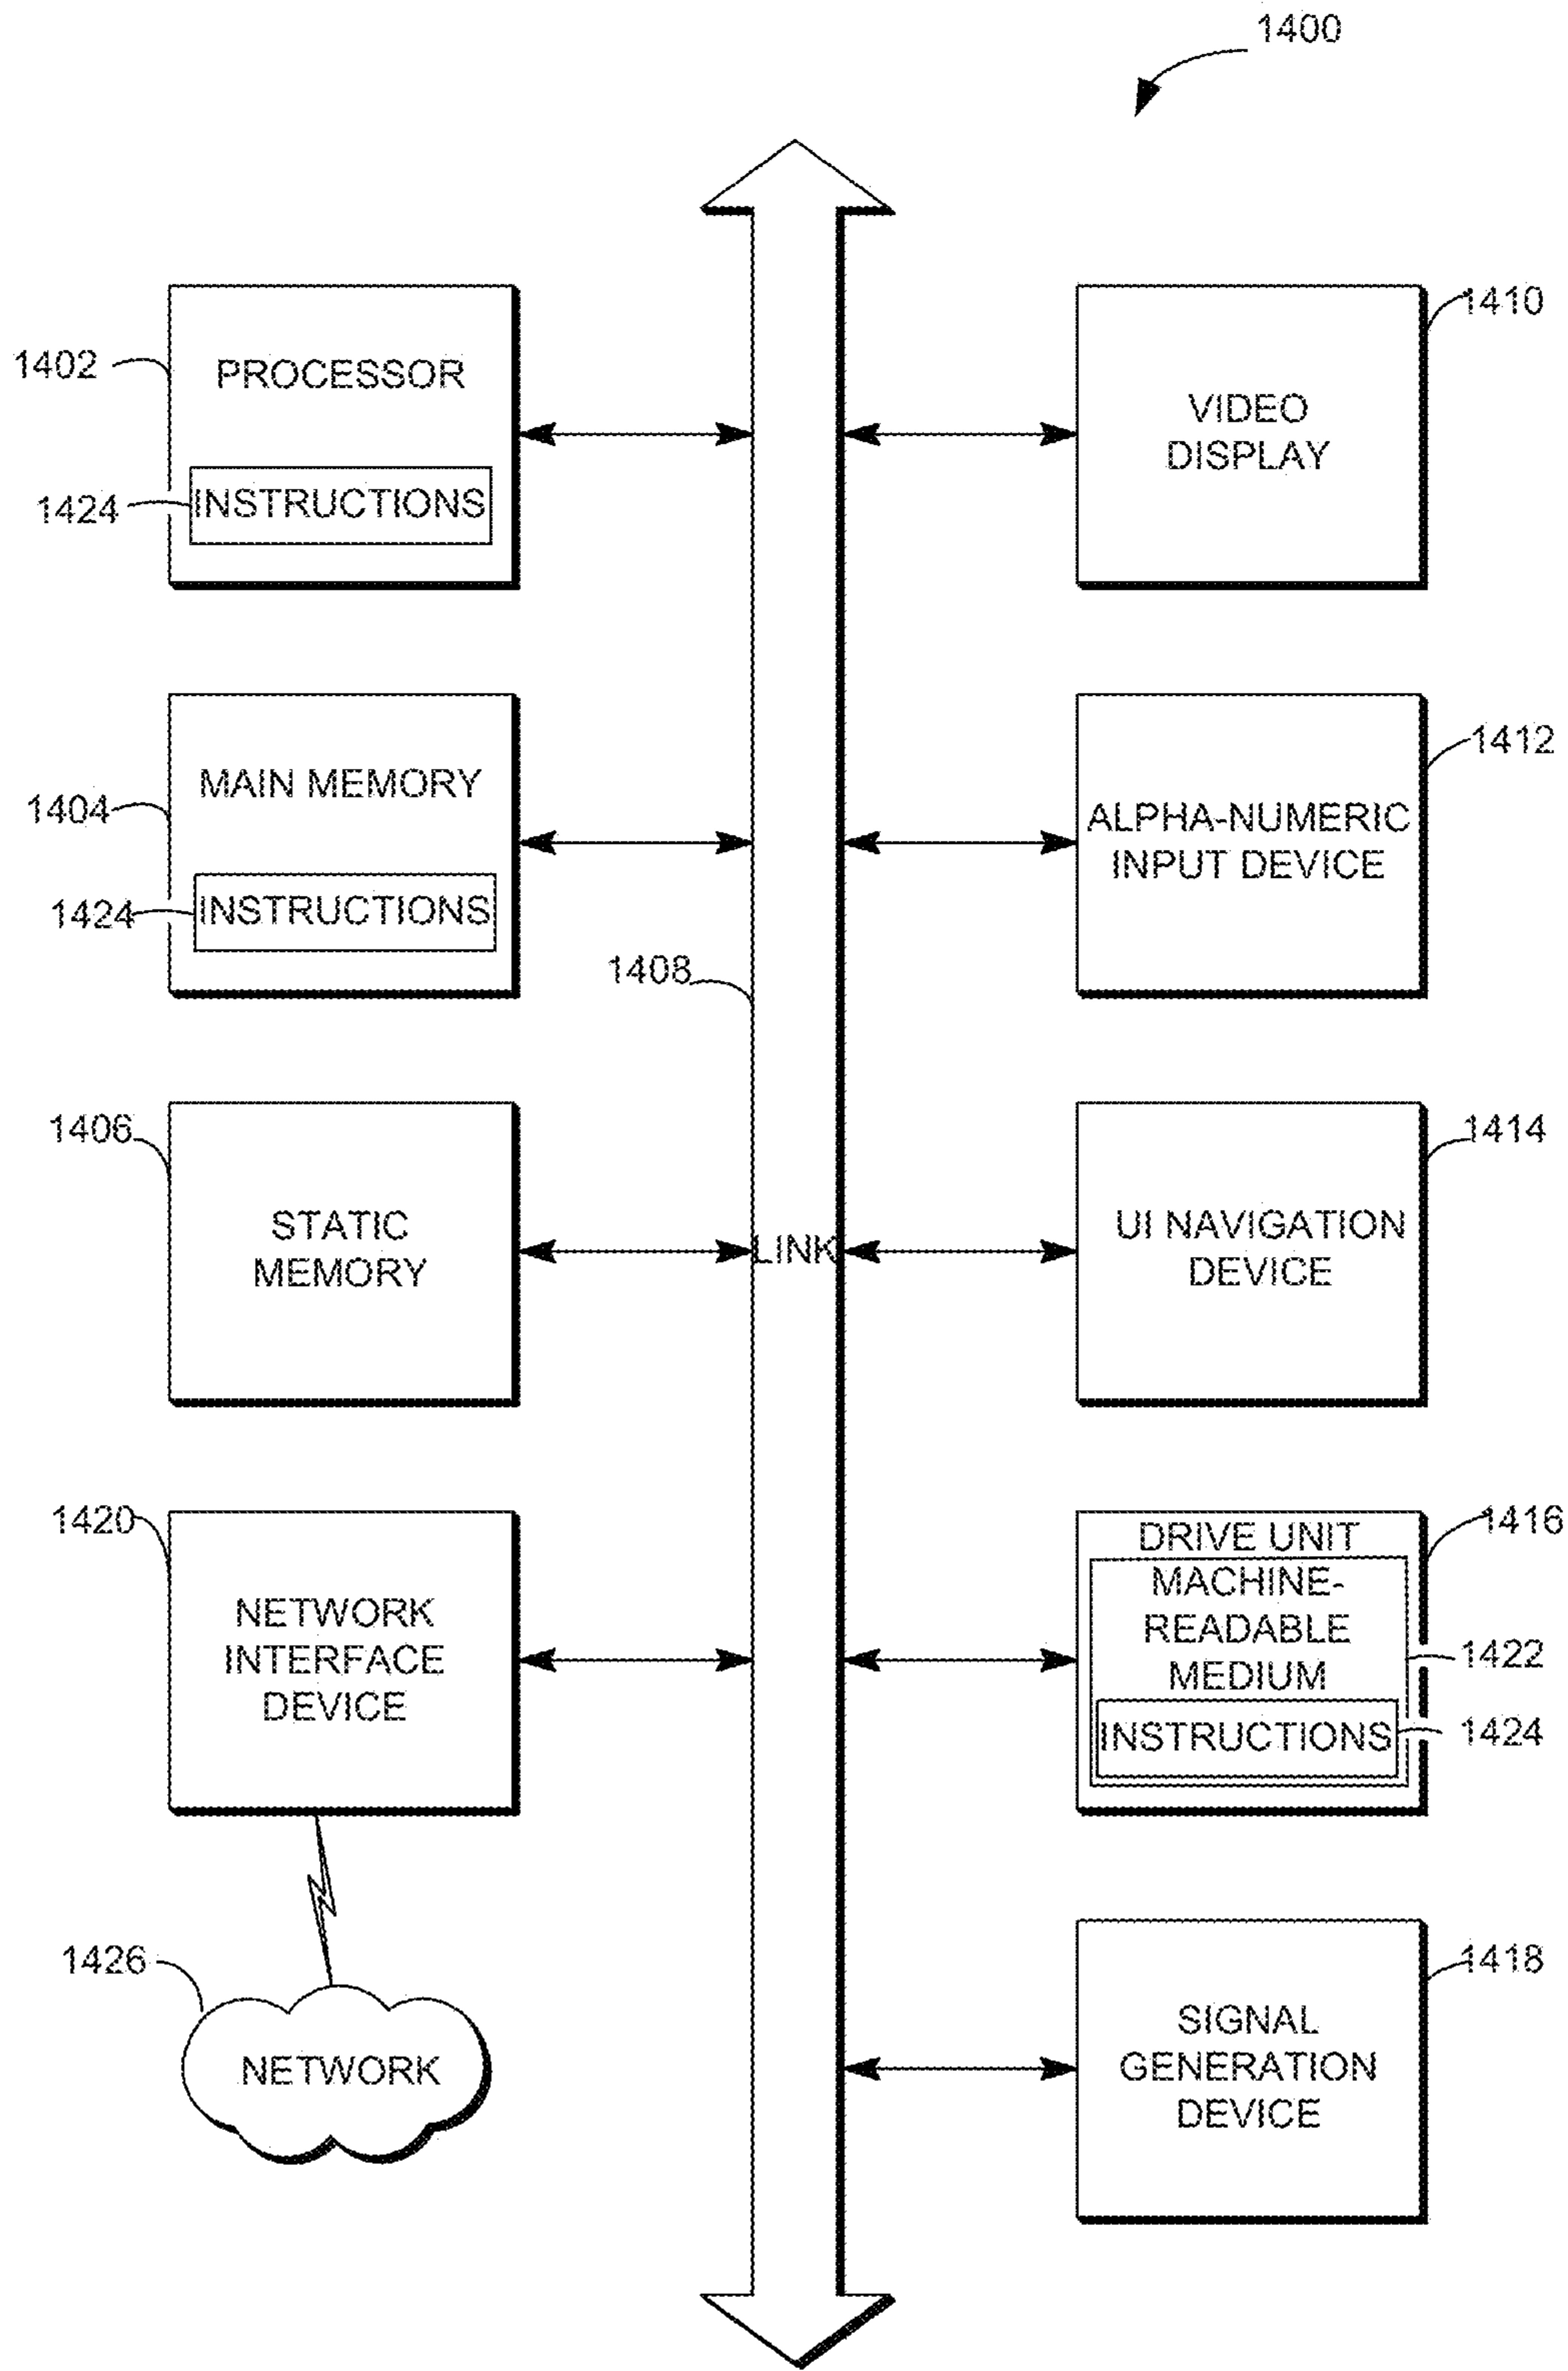 1400
1402
PROCESSOR
1424
INSTRUCTIONS
1404
MAIN MEMORY
1424
INSTRUCTIONS
1408
1406
STATIC
MEMORY
LINK
1420
NETWORK
INTERFACE
DEVICE
1426
NETWORK
1410
VIDEO
DISPLAY
1412
ALPHA-NUMERIC
INPUT DEVICE
1414
UI NAVIGATION
DEVICE
1416
DRIVE UNIT
MACHINE-
READABLE
MEDIUM
1422
INSTRUCTIONS
1424
1418
SIGNAL
GENERATION
DEVICE